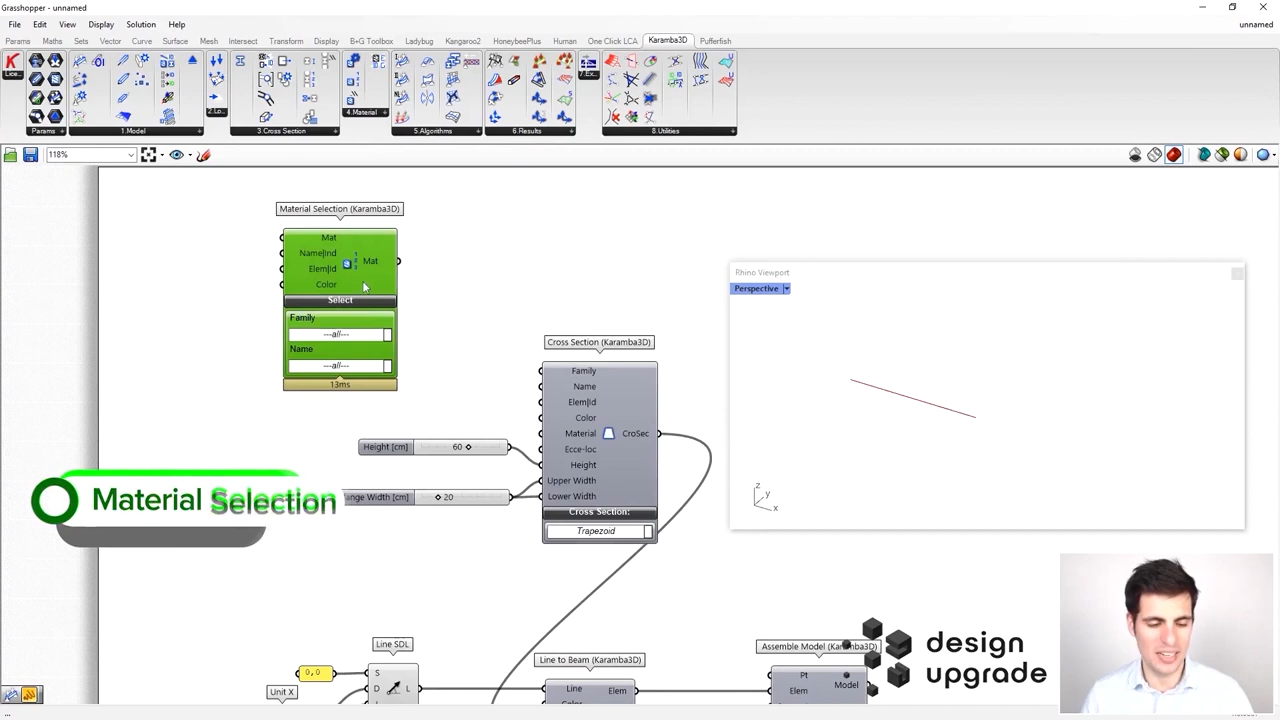 Grasshopper - unnamed
File Edit View Display Solution Help
unnamed
Params Maths Sets Vector Curve Surface Mesh Intersect Transform Display B+G Toolbox Ladybug Kangaroo2 HoneybeePlus Human One Click LCA Karamba3D Pufferfish
Params 1.Model 3.Cross Section 4.Material 5.Algorithms 6.Results 8.Utilities
118%
Material Selection (Karamba3D)
Mat
Name|Ind
Elem|Id
Color
Mat
Select
Family
---all---
Name
---all---
13ms
Rhino Viewport
Perspective
z
y
x
Cross Section (Karamba3D)
Family
Name
Elem|Id
Color
Material
Ecce-loc
Height
Upper Width
Lower Width
CroSec
Cross Section:
Trapezoid
Height [cm] 60
Width [cm] 20
Material Selection
Line SDL
0,0
S
D
L
Unit X
Line to Beam (Karamba3D)
Line
Elem
Pt
Elem
Model
design
upgrade